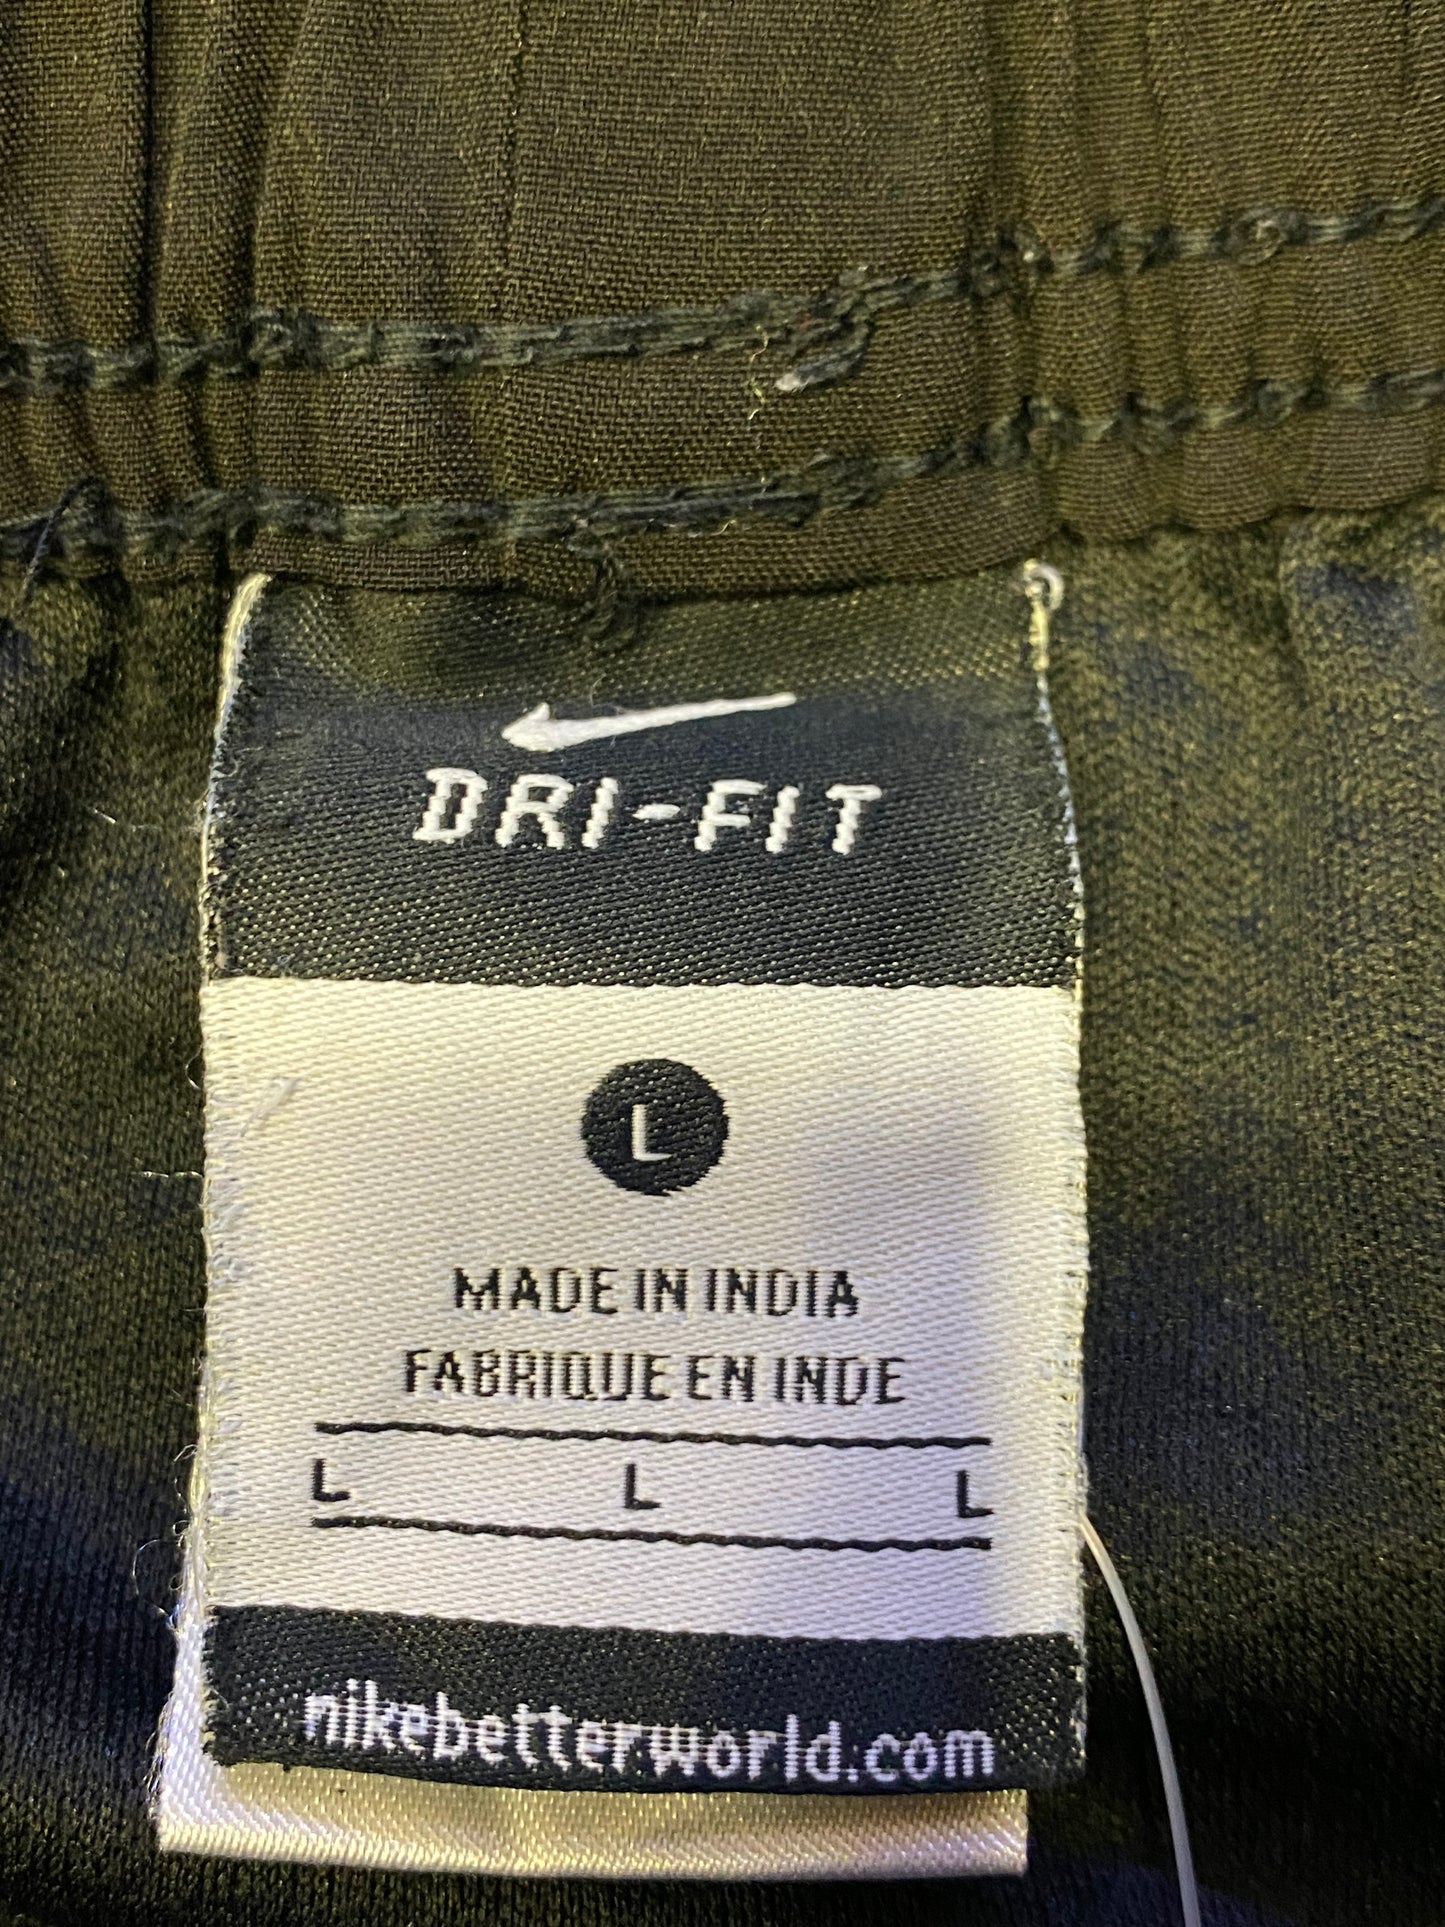 DRI-FIT
L
MADE IN INDIA
FABRIQUE EN INDE
L L L
nikebetterworld.com